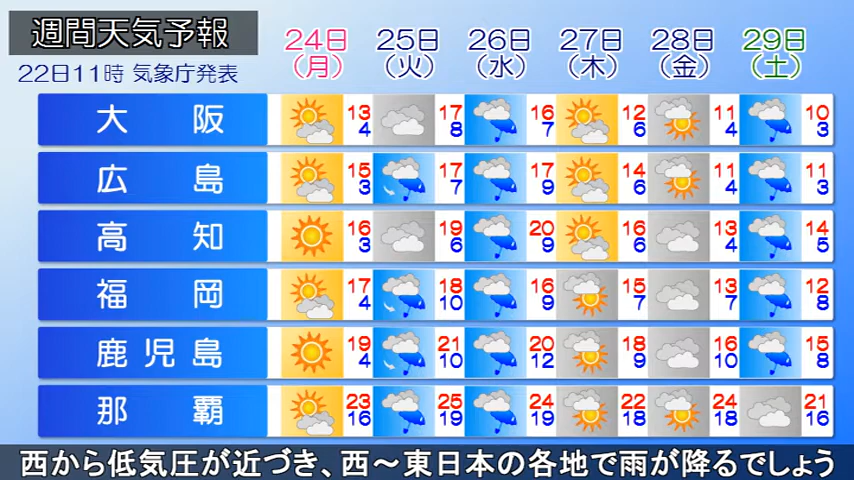 週間天気予報
22日11時 気象庁発表
24日 25日 26日 27日 28日 29日
(月) (火) (水) (木) (金) (土)
大阪 13 4 17 8 16 7 12 6 11 4 10 3
広島 15 3 17 7 17 9 14 6 11 4 11 3
高知 16 3 19 6 20 9 16 6 13 4 14 5
福岡 17 4 18 10 16 9 15 7 13 7 12 8
鹿児島 19 4 21 10 20 12 18 9 16 10 15 8
那覇 23 16 25 19 24 19 22 18 24 18 21 16
西から低気圧が近づき、西～東日本の各地で雨が降るでしょう